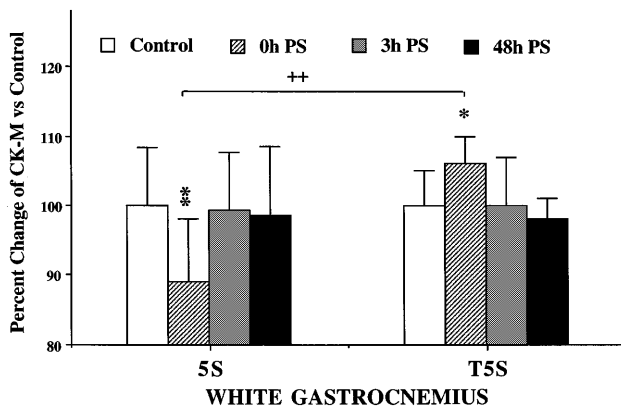 Control 0h PS 3h PS 48h PS
Percent Change of CK-M vs Control
120
110
100
90
80
++
*
**
5S T5S
WHITE GASTROCNEMIUS